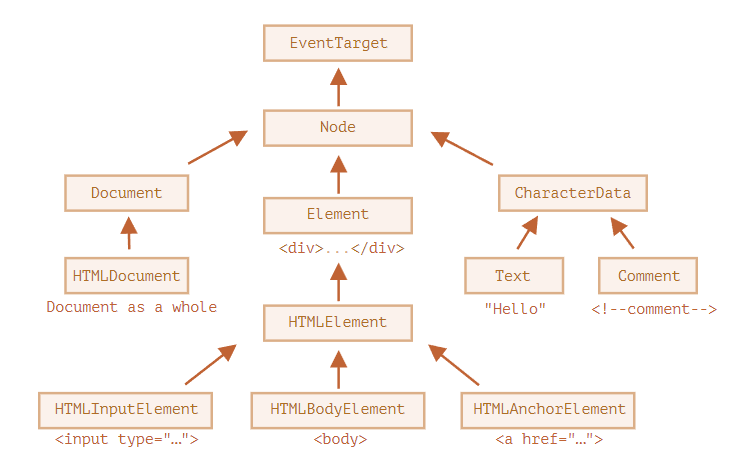 EventTarget
Node
Document
Element
CharacterData
<div>...</div>
HTMLDocument
Text
Comment
Document as a whole
"Hello"
<!--comment-->
HTMLElement
HTMLInputElement
HTMLBodyElement
HTMLAnchorElement
<input type="…">
<body>
<a href="…">